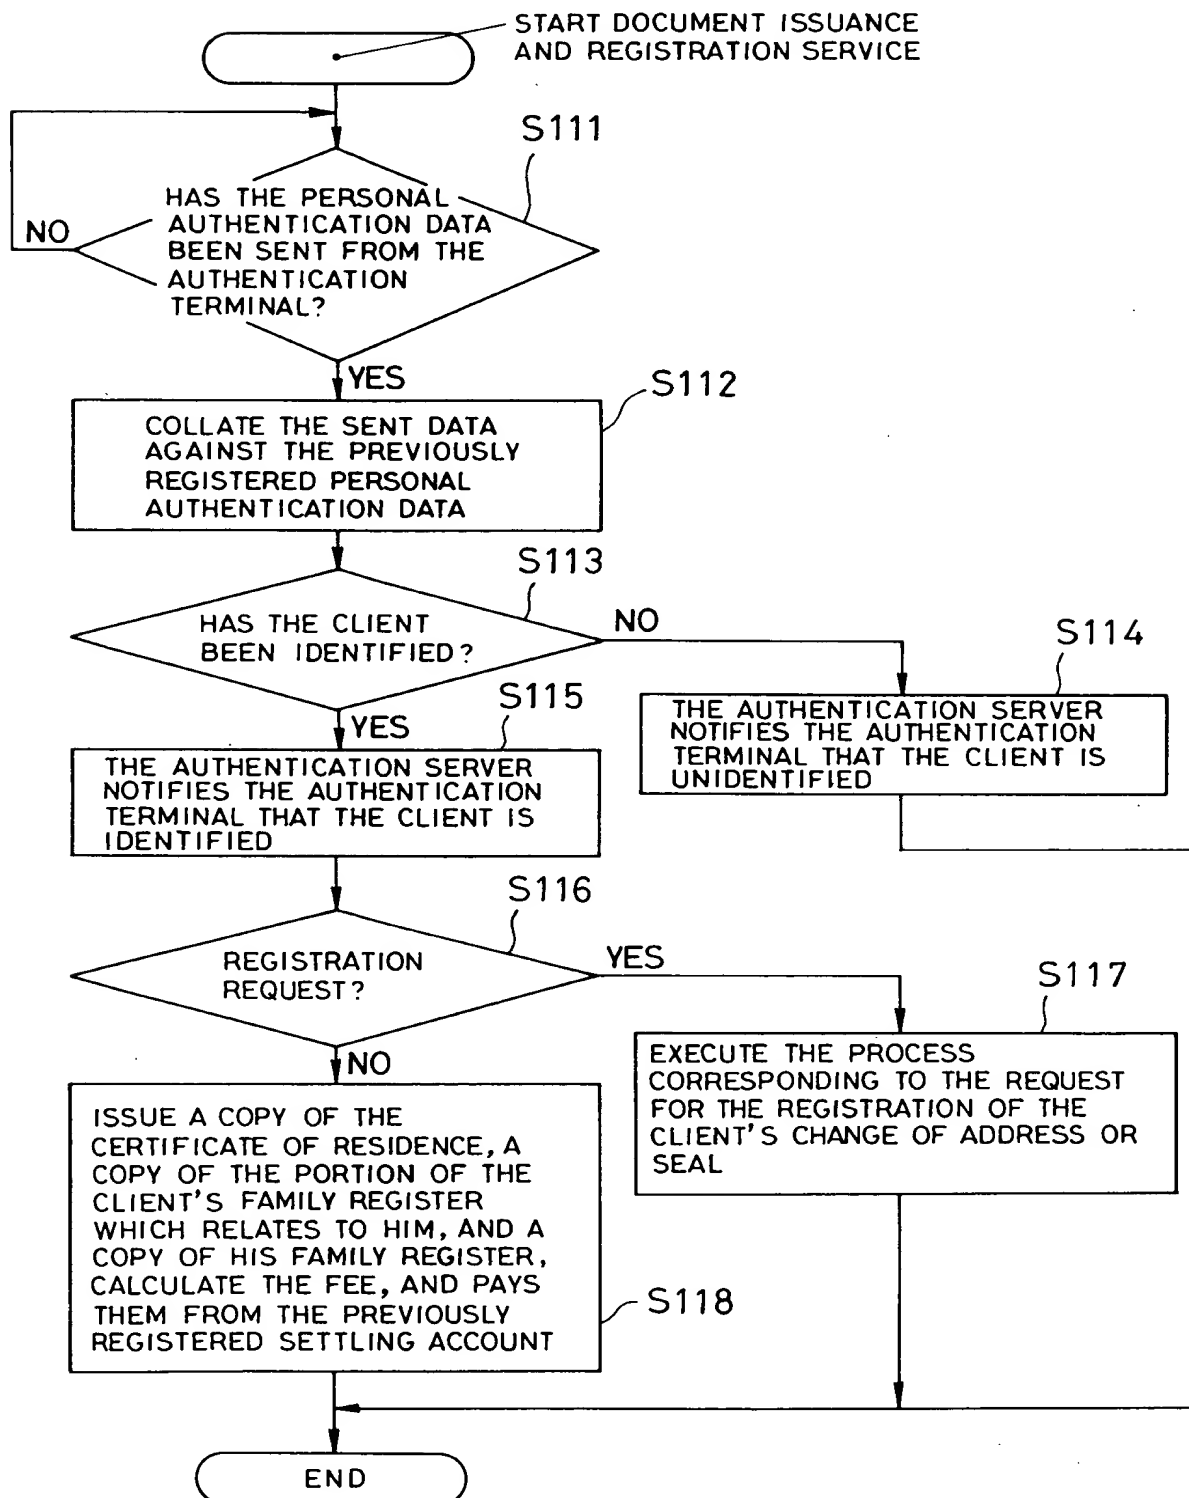 START DOCUMENT ISSUANCE
AND REGISTRATION SERVICE
S111
HAS THE PERSONAL
AUTHENTICATION DATA
BEEN SENT FROM THE
AUTHENTICATION
TERMINAL?
NO
YES
S112
COLLATE THE SENT DATA
AGAINST THE PREVIOUSLY
REGISTERED PERSONAL
AUTHENTICATION DATA
S113
HAS THE CLIENT
BEEN IDENTIFIED?
NO
S114
THE AUTHENTICATION SERVER
NOTIFIES THE AUTHENTICATION
TERMINAL THAT THE CLIENT IS
UNIDENTIFIED
YES
S115
THE AUTHENTICATION SERVER
NOTIFIES THE AUTHENTICATION
TERMINAL THAT THE CLIENT IS
IDENTIFIED
S116
REGISTRATION
REQUEST?
YES
S117
EXECUTE THE PROCESS
CORRESPONDING TO THE REQUEST
FOR THE REGISTRATION OF THE
CLIENT'S CHANGE OF ADDRESS OR
SEAL
NO
ISSUE A COPY OF THE
CERTIFICATE OF RESIDENCE, A
COPY OF THE PORTION OF THE
CLIENT'S FAMILY REGISTER
WHICH RELATES TO HIM, AND A
COPY OF HIS FAMILY REGISTER,
CALCULATE THE FEE, AND PAYS
THEM FROM THE PREVIOUSLY
REGISTERED SETTLING ACCOUNT
S118
END